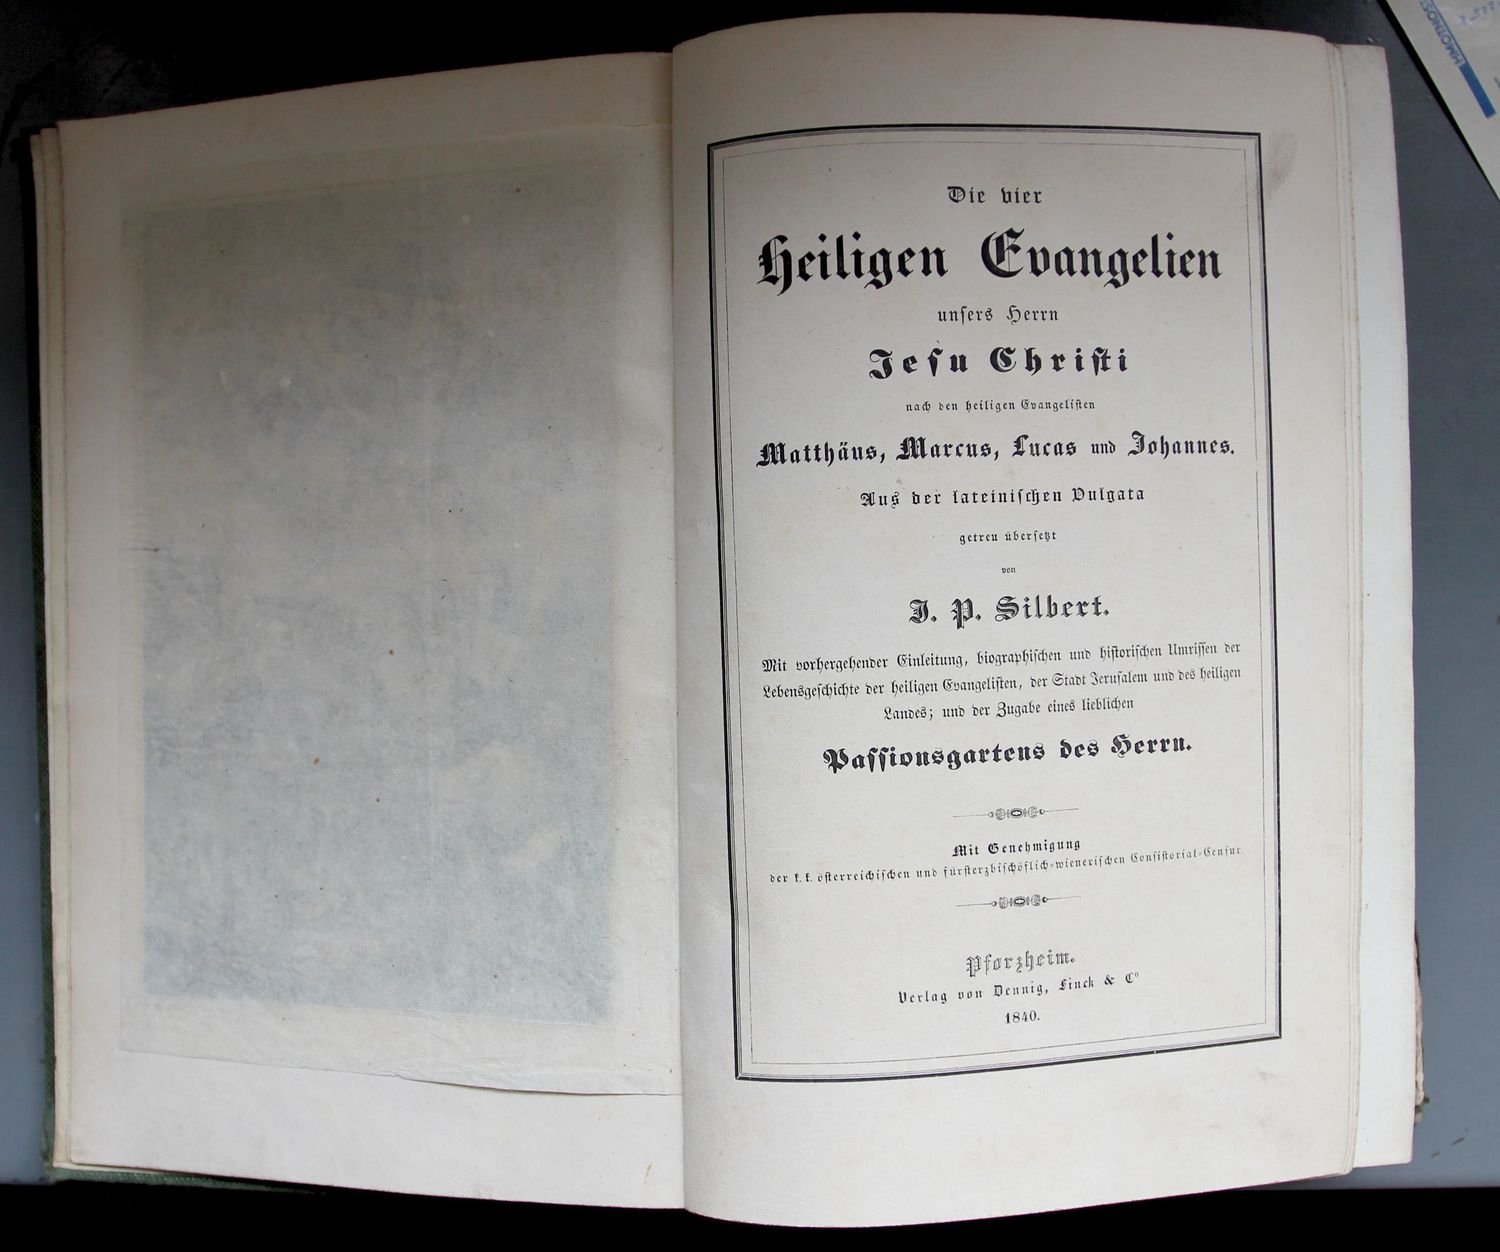 Die vier
Heiligen Evangelien
unſers Herrn
Jeſu Chriſti
nach den heiligen Evangeliſten
Matthäus, Marcus, Lucas und Johannes.
Aus der lateiniſchen Vulgata
getreu überſetzt
von
J. P. Silbert.
Mit vorhergehender Einleitung, biographiſchen und hiſtoriſchen Umriſſen der
Lebensgeſchichte der heiligen Evangeliſten, der Stadt Jeruſalem und des heiligen
Landes; und der Zugabe eines lieblichen
Paſſionsgartens des Herrn.
Mit Genehmigung
der k. k. öſterreichiſchen und fürſterzbiſchöflich-wieneriſchen Conſiſtorial-Cenſur.
Pforzheim.
Verlag von Dennig, Finck & Cº
1840.